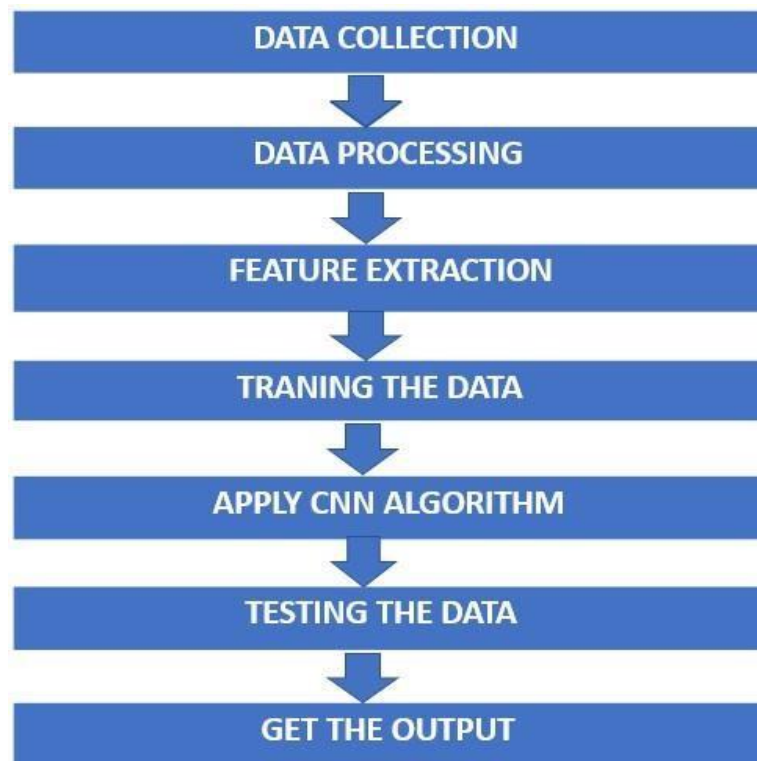 DATA COLLECTION
DATA PROCESSING
FEATURE EXTRACTION
TRANING THE DATA
APPLY CNN ALGORITHM
TESTING THE DATA
GET THE OUTPUT